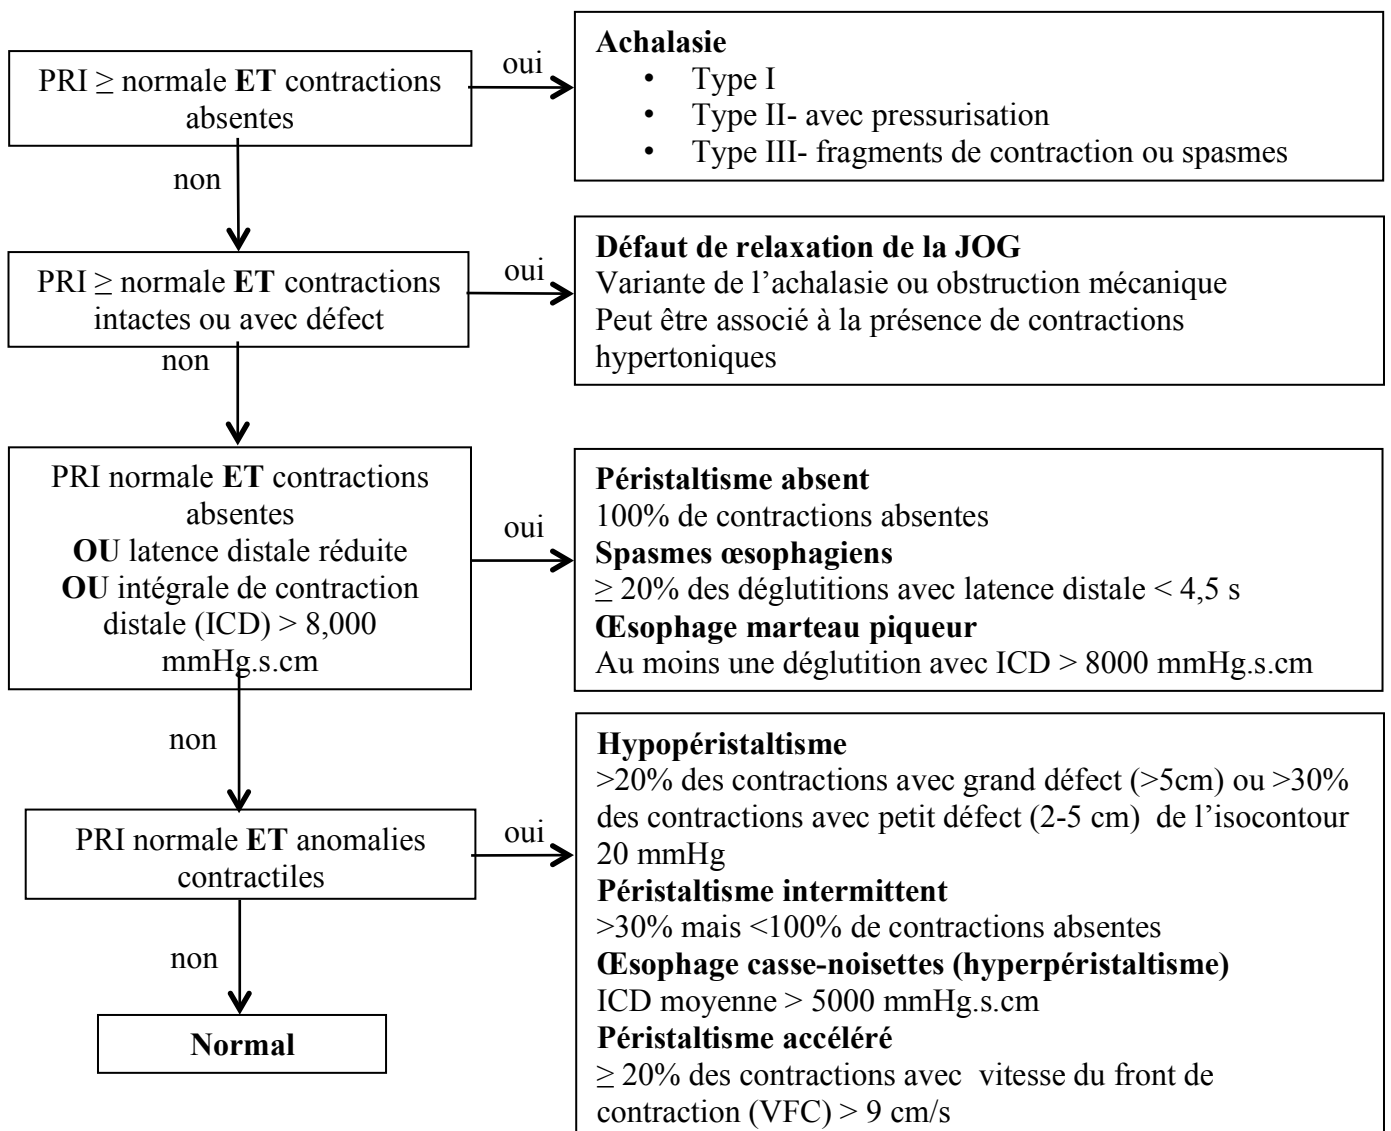 PRI ≥ normale ET contractions
absentes
oui
Achalasie
• Type I
• Type II- avec pressurisation
• Type III- fragments de contraction ou spasmes
non
PRI ≥ normale ET contractions
intactes ou avec défect
oui
Défaut de relaxation de la JOG
Variante de l’achalasie ou obstruction mécanique
Peut être associé à la présence de contractions
hypertoniques
non
PRI normale ET contractions
absentes
OU latence distale réduite
OU intégrale de contraction
distale (ICD) > 8,000
mmHg.s.cm
oui
Péristaltisme absent
100% de contractions absentes
Spasmes œsophagiens
≥ 20% des déglutitions avec latence distale < 4,5 s
Œsophage marteau piqueur
Au moins une déglutition avec ICD > 8000 mmHg.s.cm
non
PRI normale ET anomalies
contractiles
oui
Hypopéristaltisme
>20% des contractions avec grand défect (>5cm) ou >30%
des contractions avec petit défect (2-5 cm) de l’isocontour
20 mmHg
Péristaltisme intermittent
>30% mais <100% de contractions absentes
Œsophage casse-noisettes (hyperpéristaltisme)
ICD moyenne > 5000 mmHg.s.cm
Péristaltisme accéléré
≥ 20% des contractions avec vitesse du front de
contraction (VFC) > 9 cm/s
non
Normal